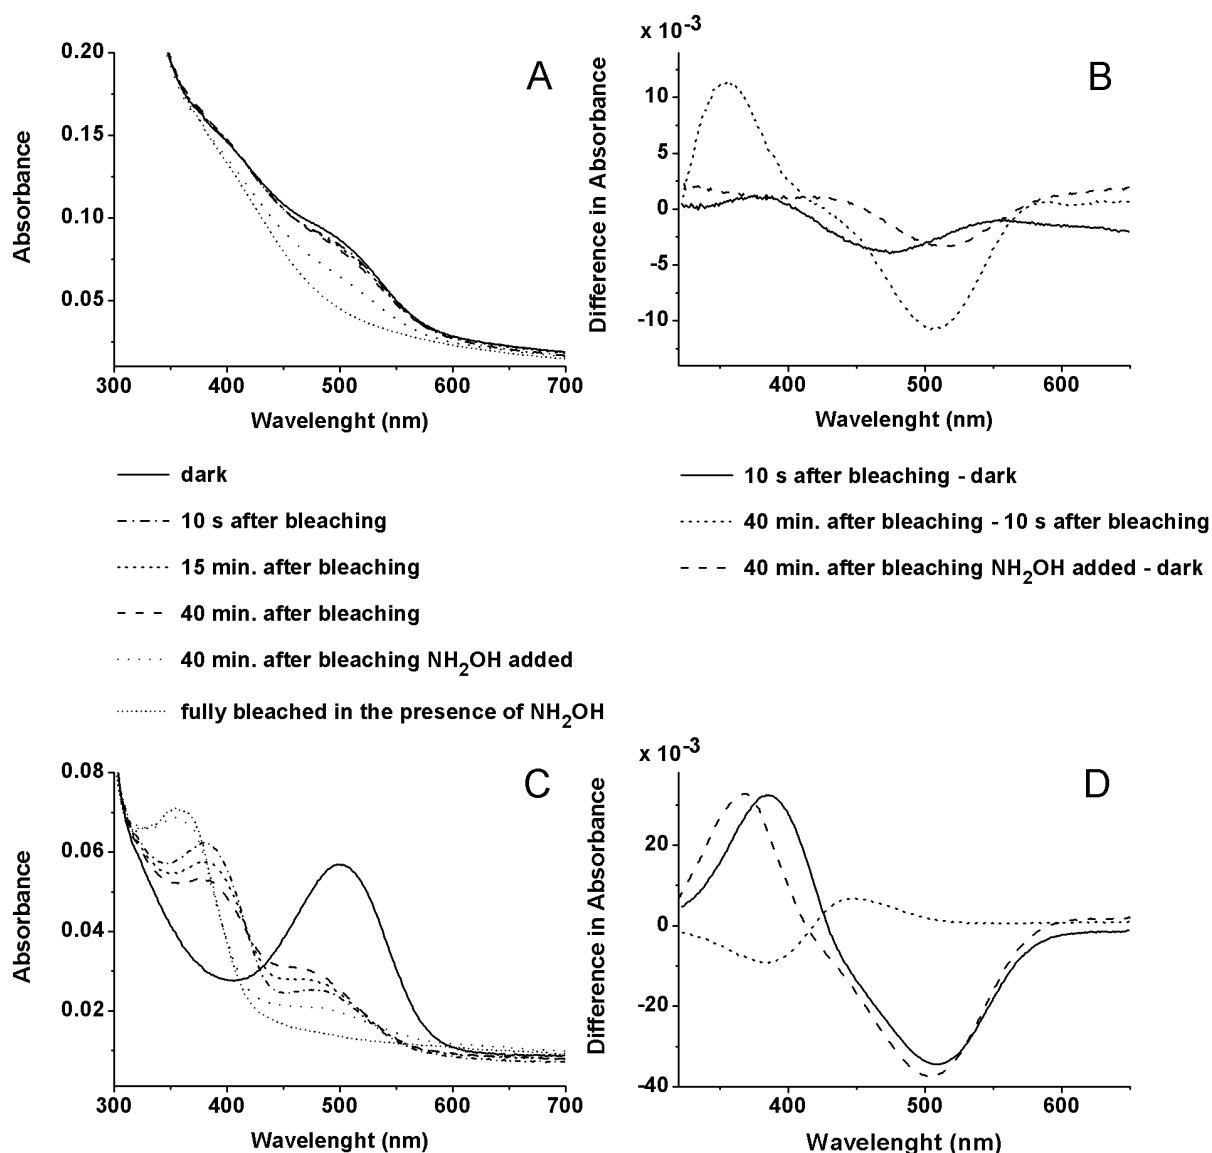 x 10-3
0.20
0.15
0.10
0.05
Absorbance
A
300 400 500 600 700
Wavelenght (nm)
10
5
0
-5
-10
Difference in Absorbance
B
400 500 600
Wavelenght (nm)
dark
10 s after bleaching
15 min. after bleaching
40 min. after bleaching
40 min. after bleaching NH2OH added
fully bleached in the presence of NH2OH
10 s after bleaching - dark
40 min. after bleaching - 10 s after bleaching
40 min. after bleaching NH2OH added - dark
x 10-3
0.08
0.06
0.04
0.02
Absorbance
C
300 400 500 600 700
Wavelenght (nm)
20
0
-20
-40
Difference in Absorbance
D
400 500 600
Wavelenght (nm)